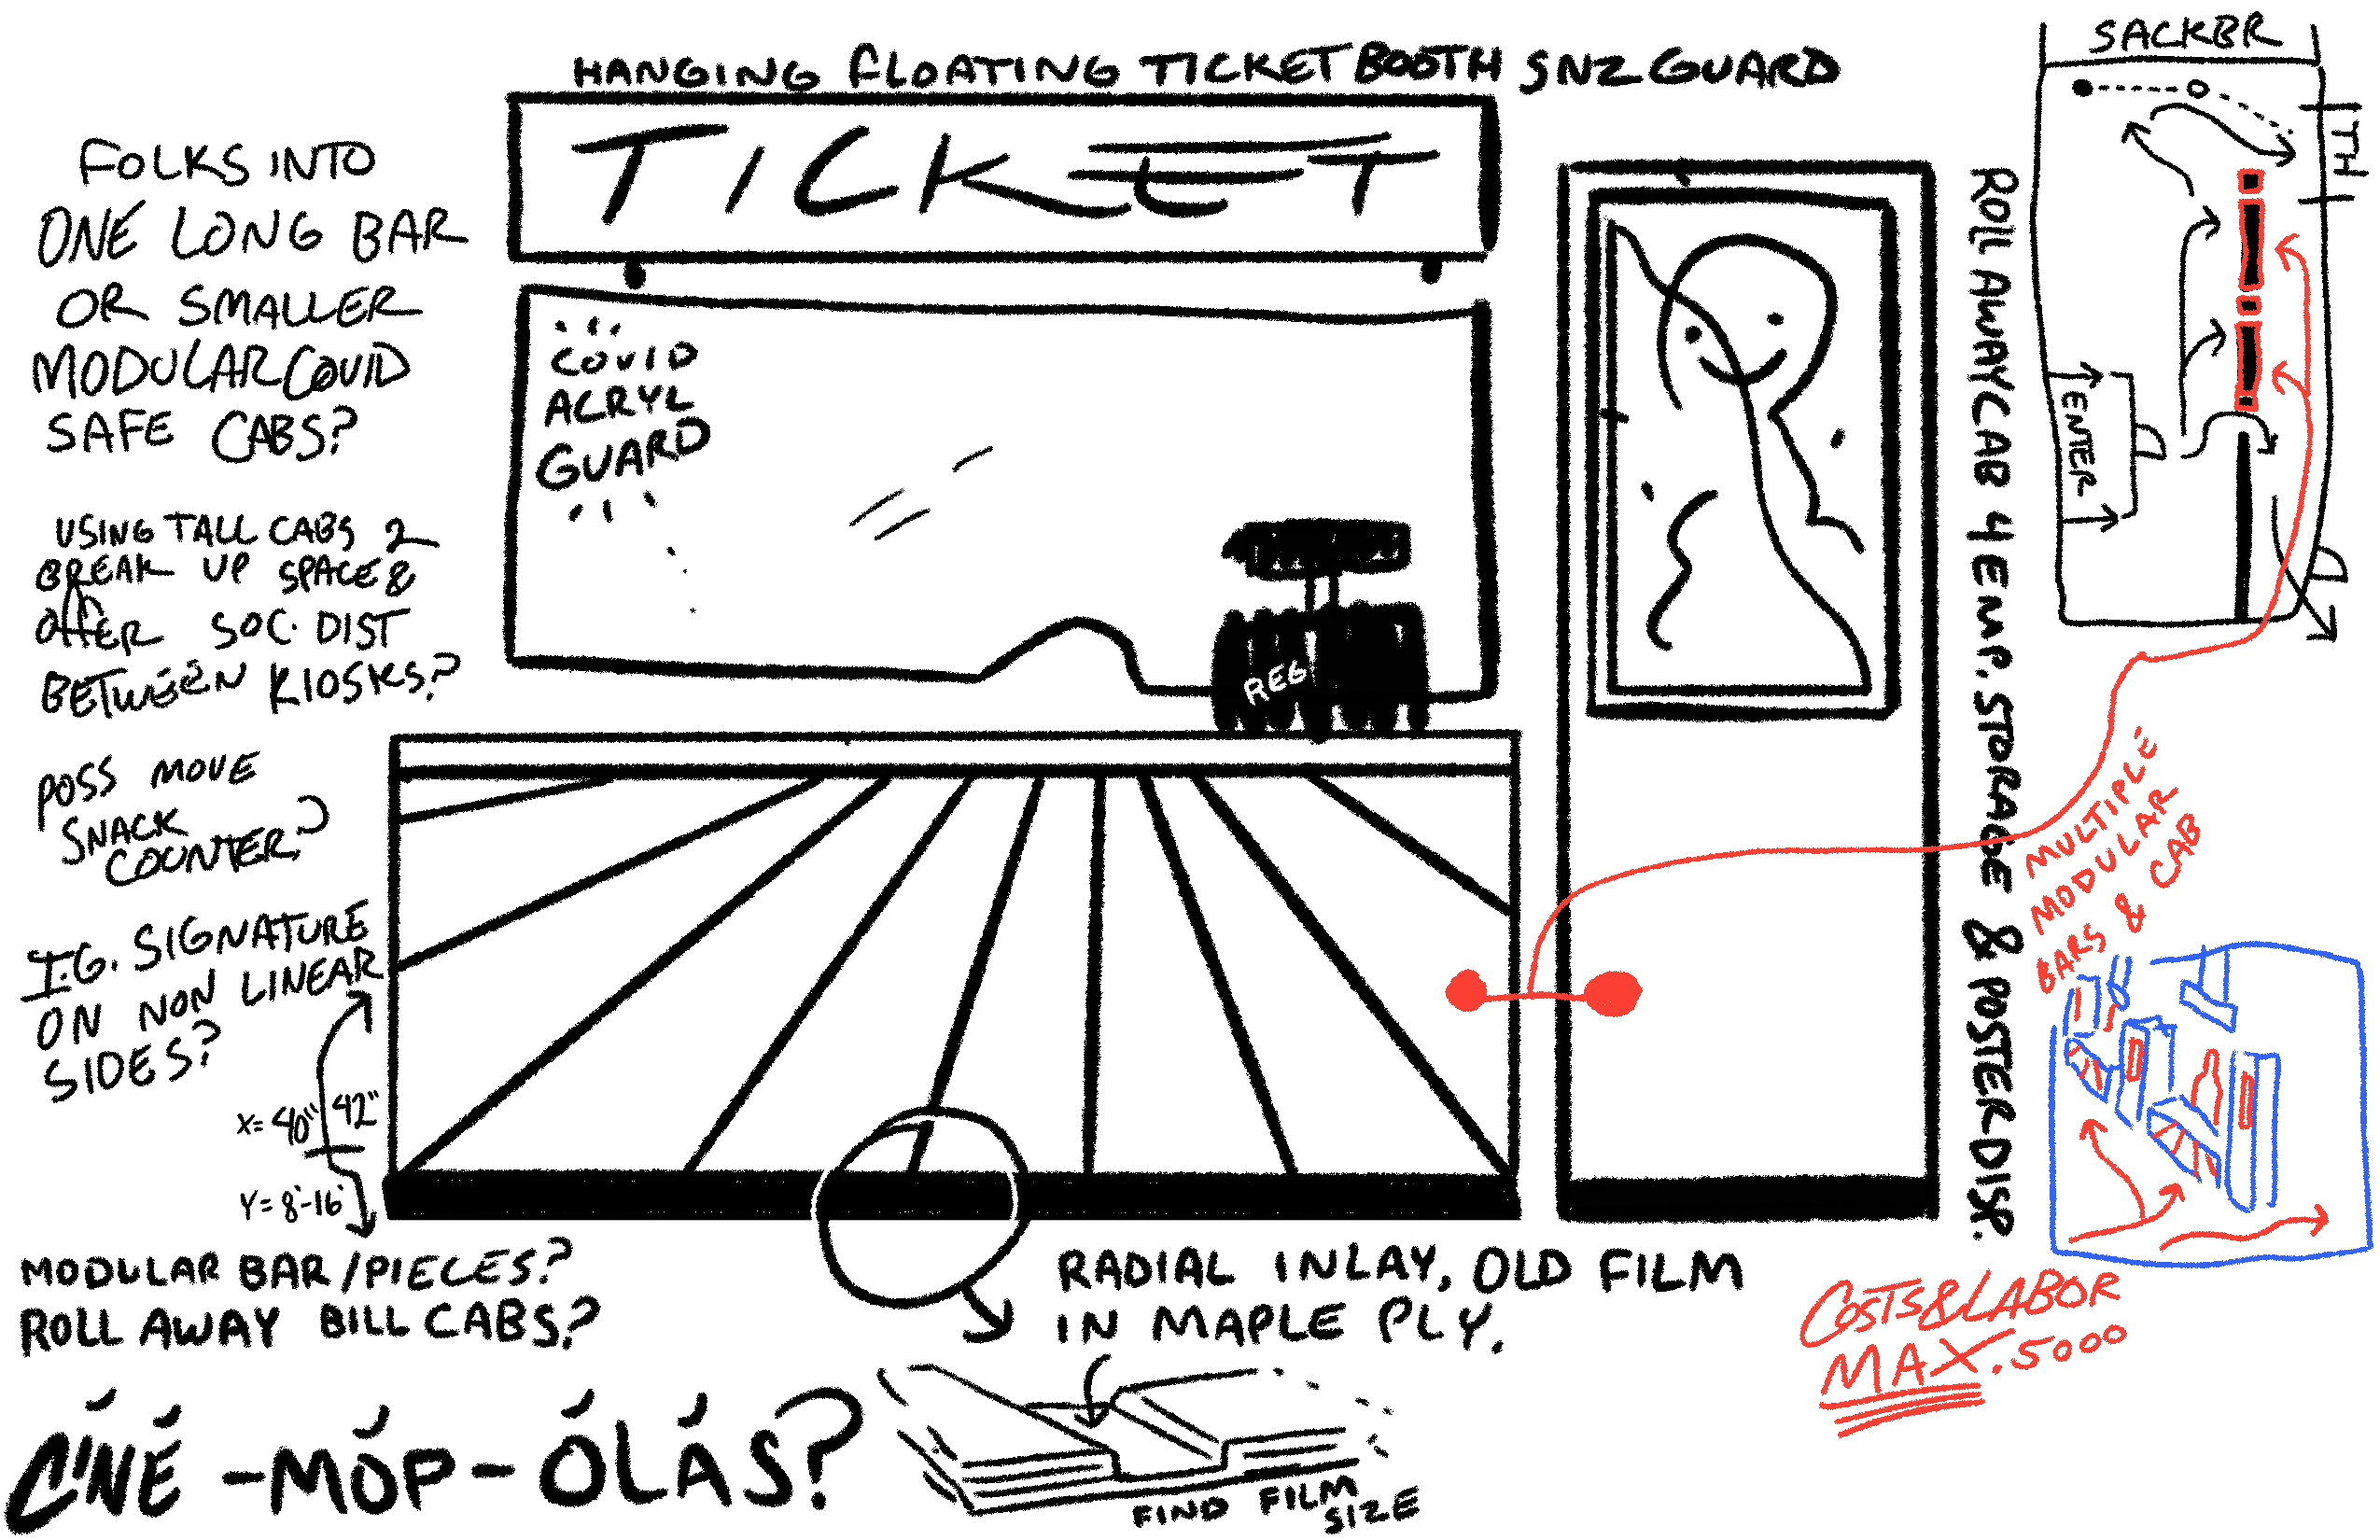 HANGING FLOATING TICKET BOOTH SNZ GUARD
TICKET
FOLKS INTO
ONE LONG BAR
OR SMALLER
MODULAR COVID
SAFE CABS?
USING TALL CABS 2
BREAK UP SPACE &
OFFER SOC. DIST
BETWEEN KIOSKS?
POSS MOVE
SNACK
COUNTER?
I.G. SIGNATURE
ON NON LINEAR
SIDES?
X= 40" 42"
Y= 8'-16'
MODULAR BAR/PIECES?
ROLL AWAY BILL CABS?
CÍNÉ-MÓP-ÓLÁS?
COVID
ACRYL
GUARD
REG
RADIAL INLAY, OLD FILM
IN MAPLE PLY.
FIND FILM
SIZE
ROLL AWAY CAB 4 EMP. STORAGE & POSTER DISP.
SACKBR
TH
ENTER
MULTIPLE
MODULAR
BARS & CAB
COSTS & LABOR
MAX. 5000